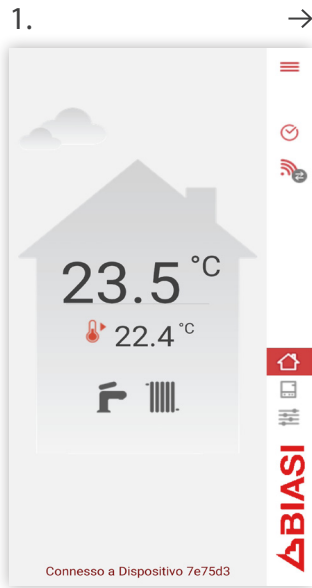 1.
23.5 °C
22.4 °C
BIASI
Connesso a Dispositivo 7e75d3